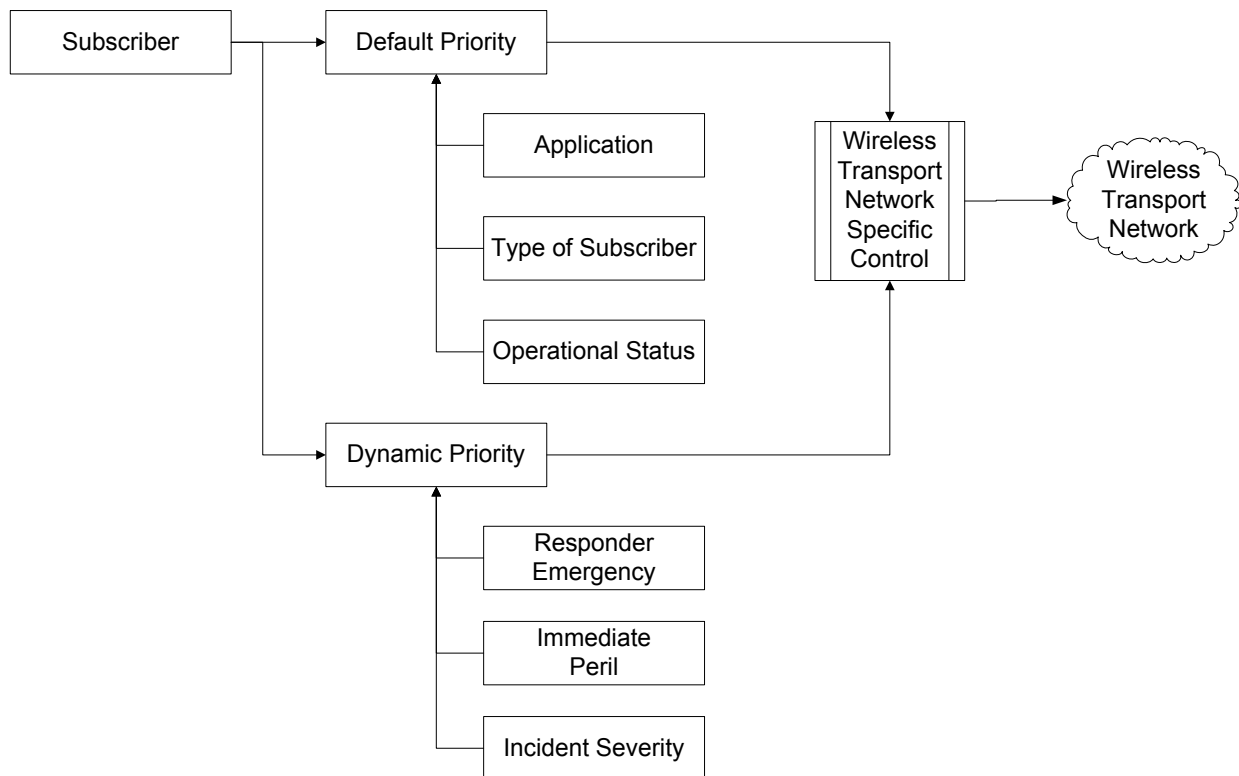 Subscriber
Default Priority
Application
Type of Subscriber
Operational Status
Dynamic Priority
Responder
Emergency
Immediate
Peril
Incident Severity
Wireless
Transport
Network
Specific
Control
Wireless
Transport
Network